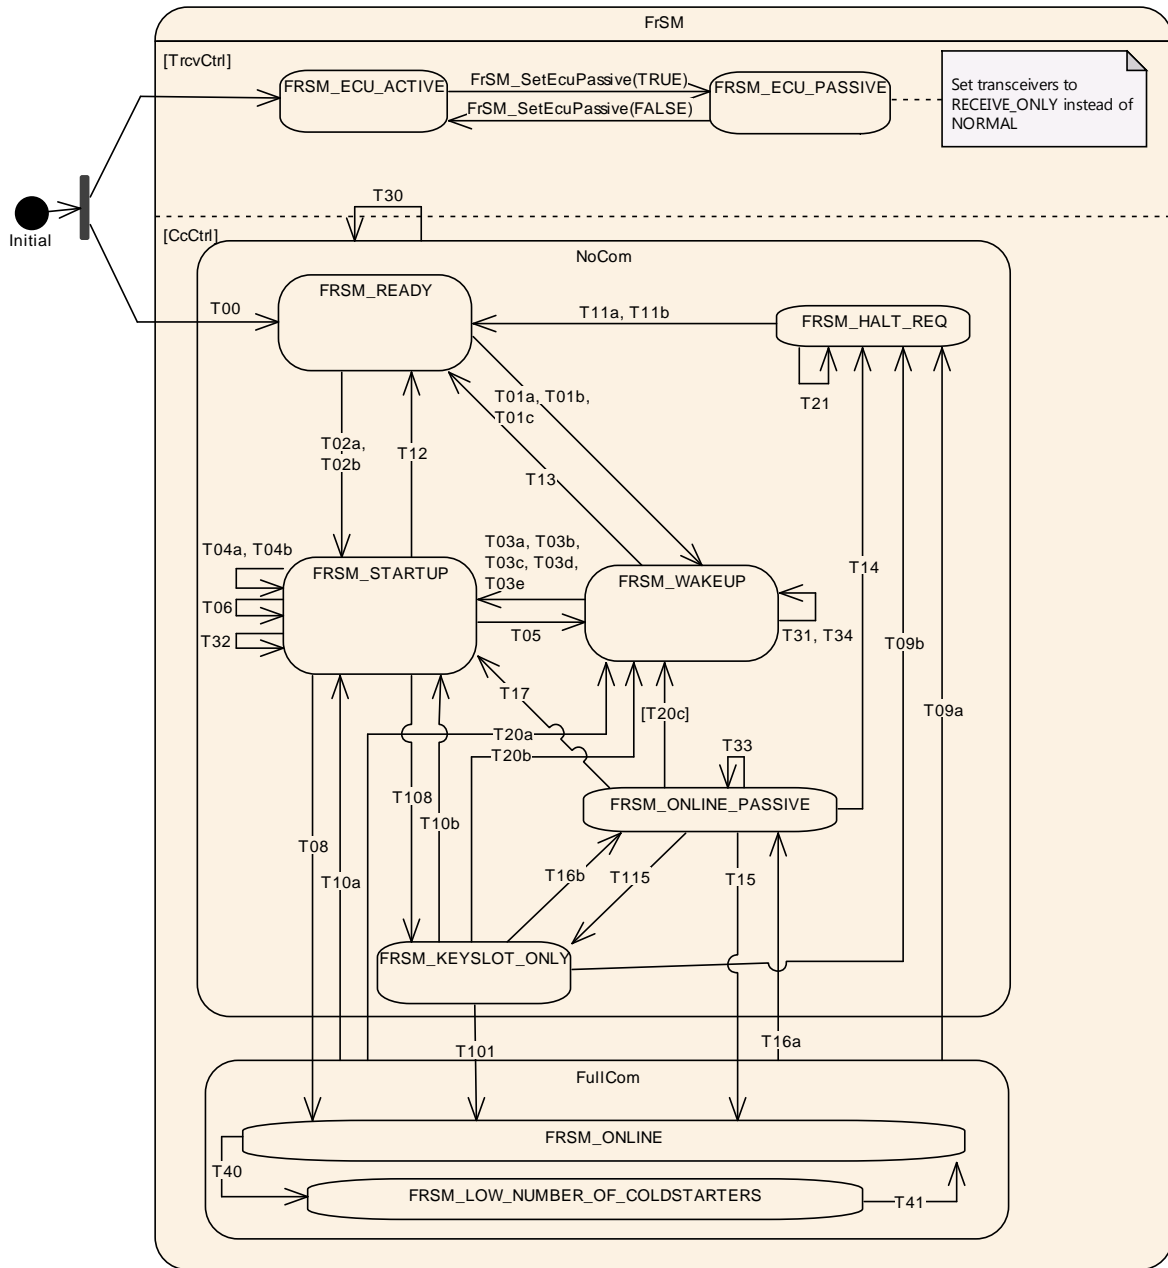 FrSM
[TrcvCtrl]
FRSM_ECU_ACTIVE
FrSM_SetEcuPassive(TRUE)
FrSM_SetEcuPassive(FALSE)
FRSM_ECU_PASSIVE
Set transceivers to
RECEIVE_ONLY instead of
NORMAL
Initial
T30
[CcCtrl]
NoCom
FRSM_READY
T00
T11a, T11b
FRSM_HALT_REQ
T21
T01a, T01b,
T01c
T02a,
T02b
T12
T13
T04a, T04b
T06
T32
FRSM_STARTUP
T03a, T03b,
T03c, T03d,
T03e
T05
FRSM_WAKEUP
T31, T34
T14
T09b
T09a
T17
[T20c]
T20a
T20b
T33
FRSM_ONLINE_PASSIVE
T108
T10b
T08
T10a
T16b
T115
T15
FRSM_KEYSLOT_ONLY
T101
T16a
FullCom
FRSM_ONLINE
T40
FRSM_LOW_NUMBER_OF_COLDSTARTERS
T41